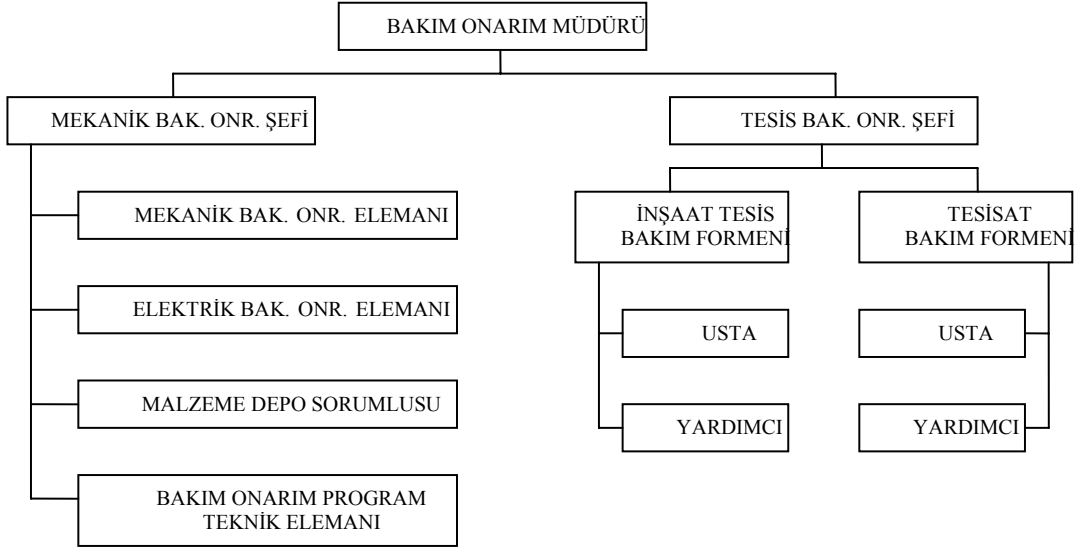 BAKIM ONARIM MÜDÜRÜ
MEKANİK BAK. ONR. ŞEFİ
TESİS BAK. ONR. ŞEFİ
MEKANİK BAK. ONR. ELEMANI
ELEKTRİK BAK. ONR. ELEMANI
MALZEME DEPO SORUMLUSU
BAKIM ONARIM PROGRAM
TEKNİK ELEMANI
İNŞAAT TESİS
BAKIM FORMENİ
USTA
YARDIMCI
TESİSAT
BAKIM FORMENİ
USTA
YARDIMCI